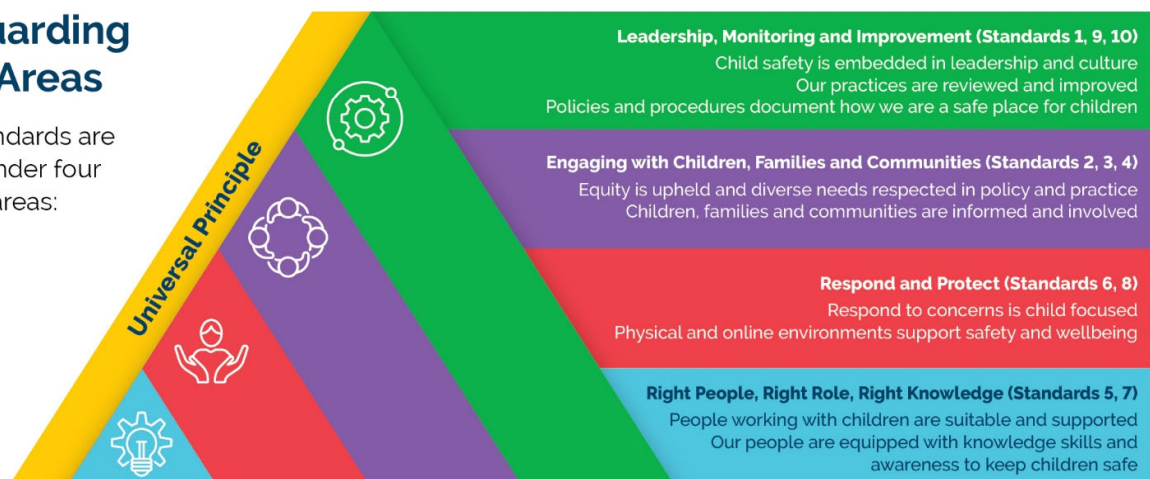 uarding
Areas
ndards are
nder four
areas:
Universal Principle
Leadership, Monitoring and Improvement (Standards 1, 9, 10)
Child safety is embedded in leadership and culture
Our practices are reviewed and improved
Policies and procedures document how we are a safe place for children
Engaging with Children, Families and Communities (Standards 2, 3, 4)
Equity is upheld and diverse needs respected in policy and practice
Children, families and communities are informed and involved
Respond and Protect (Standards 6, 8)
Respond to concerns is child focused
Physical and online environments support safety and wellbeing
Right People, Right Role, Right Knowledge (Standards 5, 7)
People working with children are suitable and supported
Our people are equipped with knowledge skills and
awareness to keep children safe